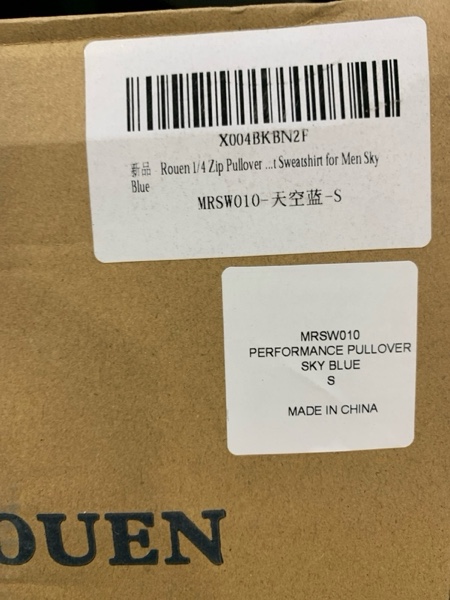 X004BKBN2F
新品 Rouen 1/4 Zip Pullover ...t Sweatshirt for Men Sky
Blue
MRSW010-天空蓝-S
MRSW010
PERFORMANCE PULLOVER
SKY BLUE
S
MADE IN CHINA
OUEN